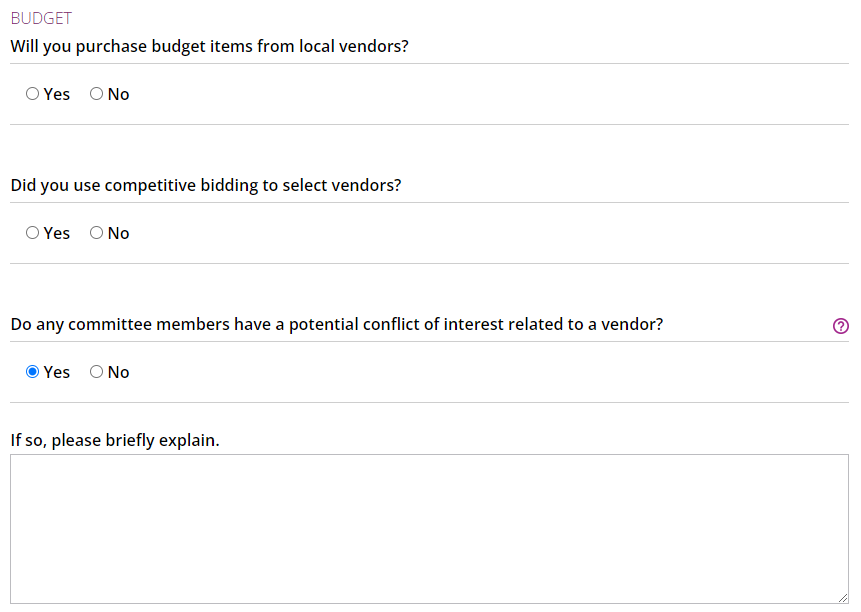 BUDGET
Will you purchase budget items from local vendors?
Yes No
Did you use competitive bidding to select vendors?
Yes No
Do any committee members have a potential conflict of interest related to a vendor? ?
Yes No
If so, please briefly explain.